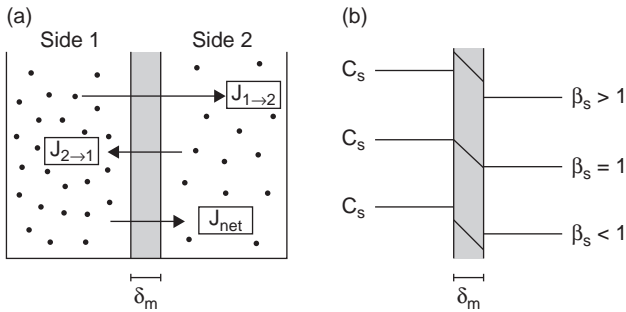 (a)
Side 1
Side 2
J1→2
J2→1
Jnet
δm
(b)
Cs
βs > 1
Cs
βs = 1
Cs
βs < 1
δm